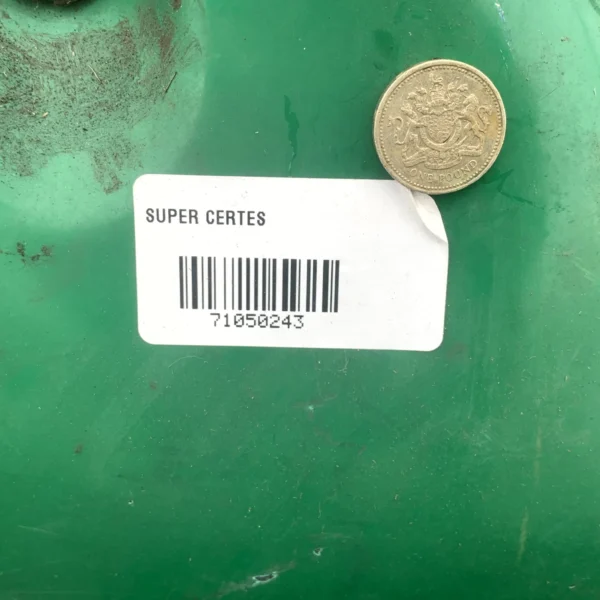 ONE POUND
SUPER CERTES
71050243